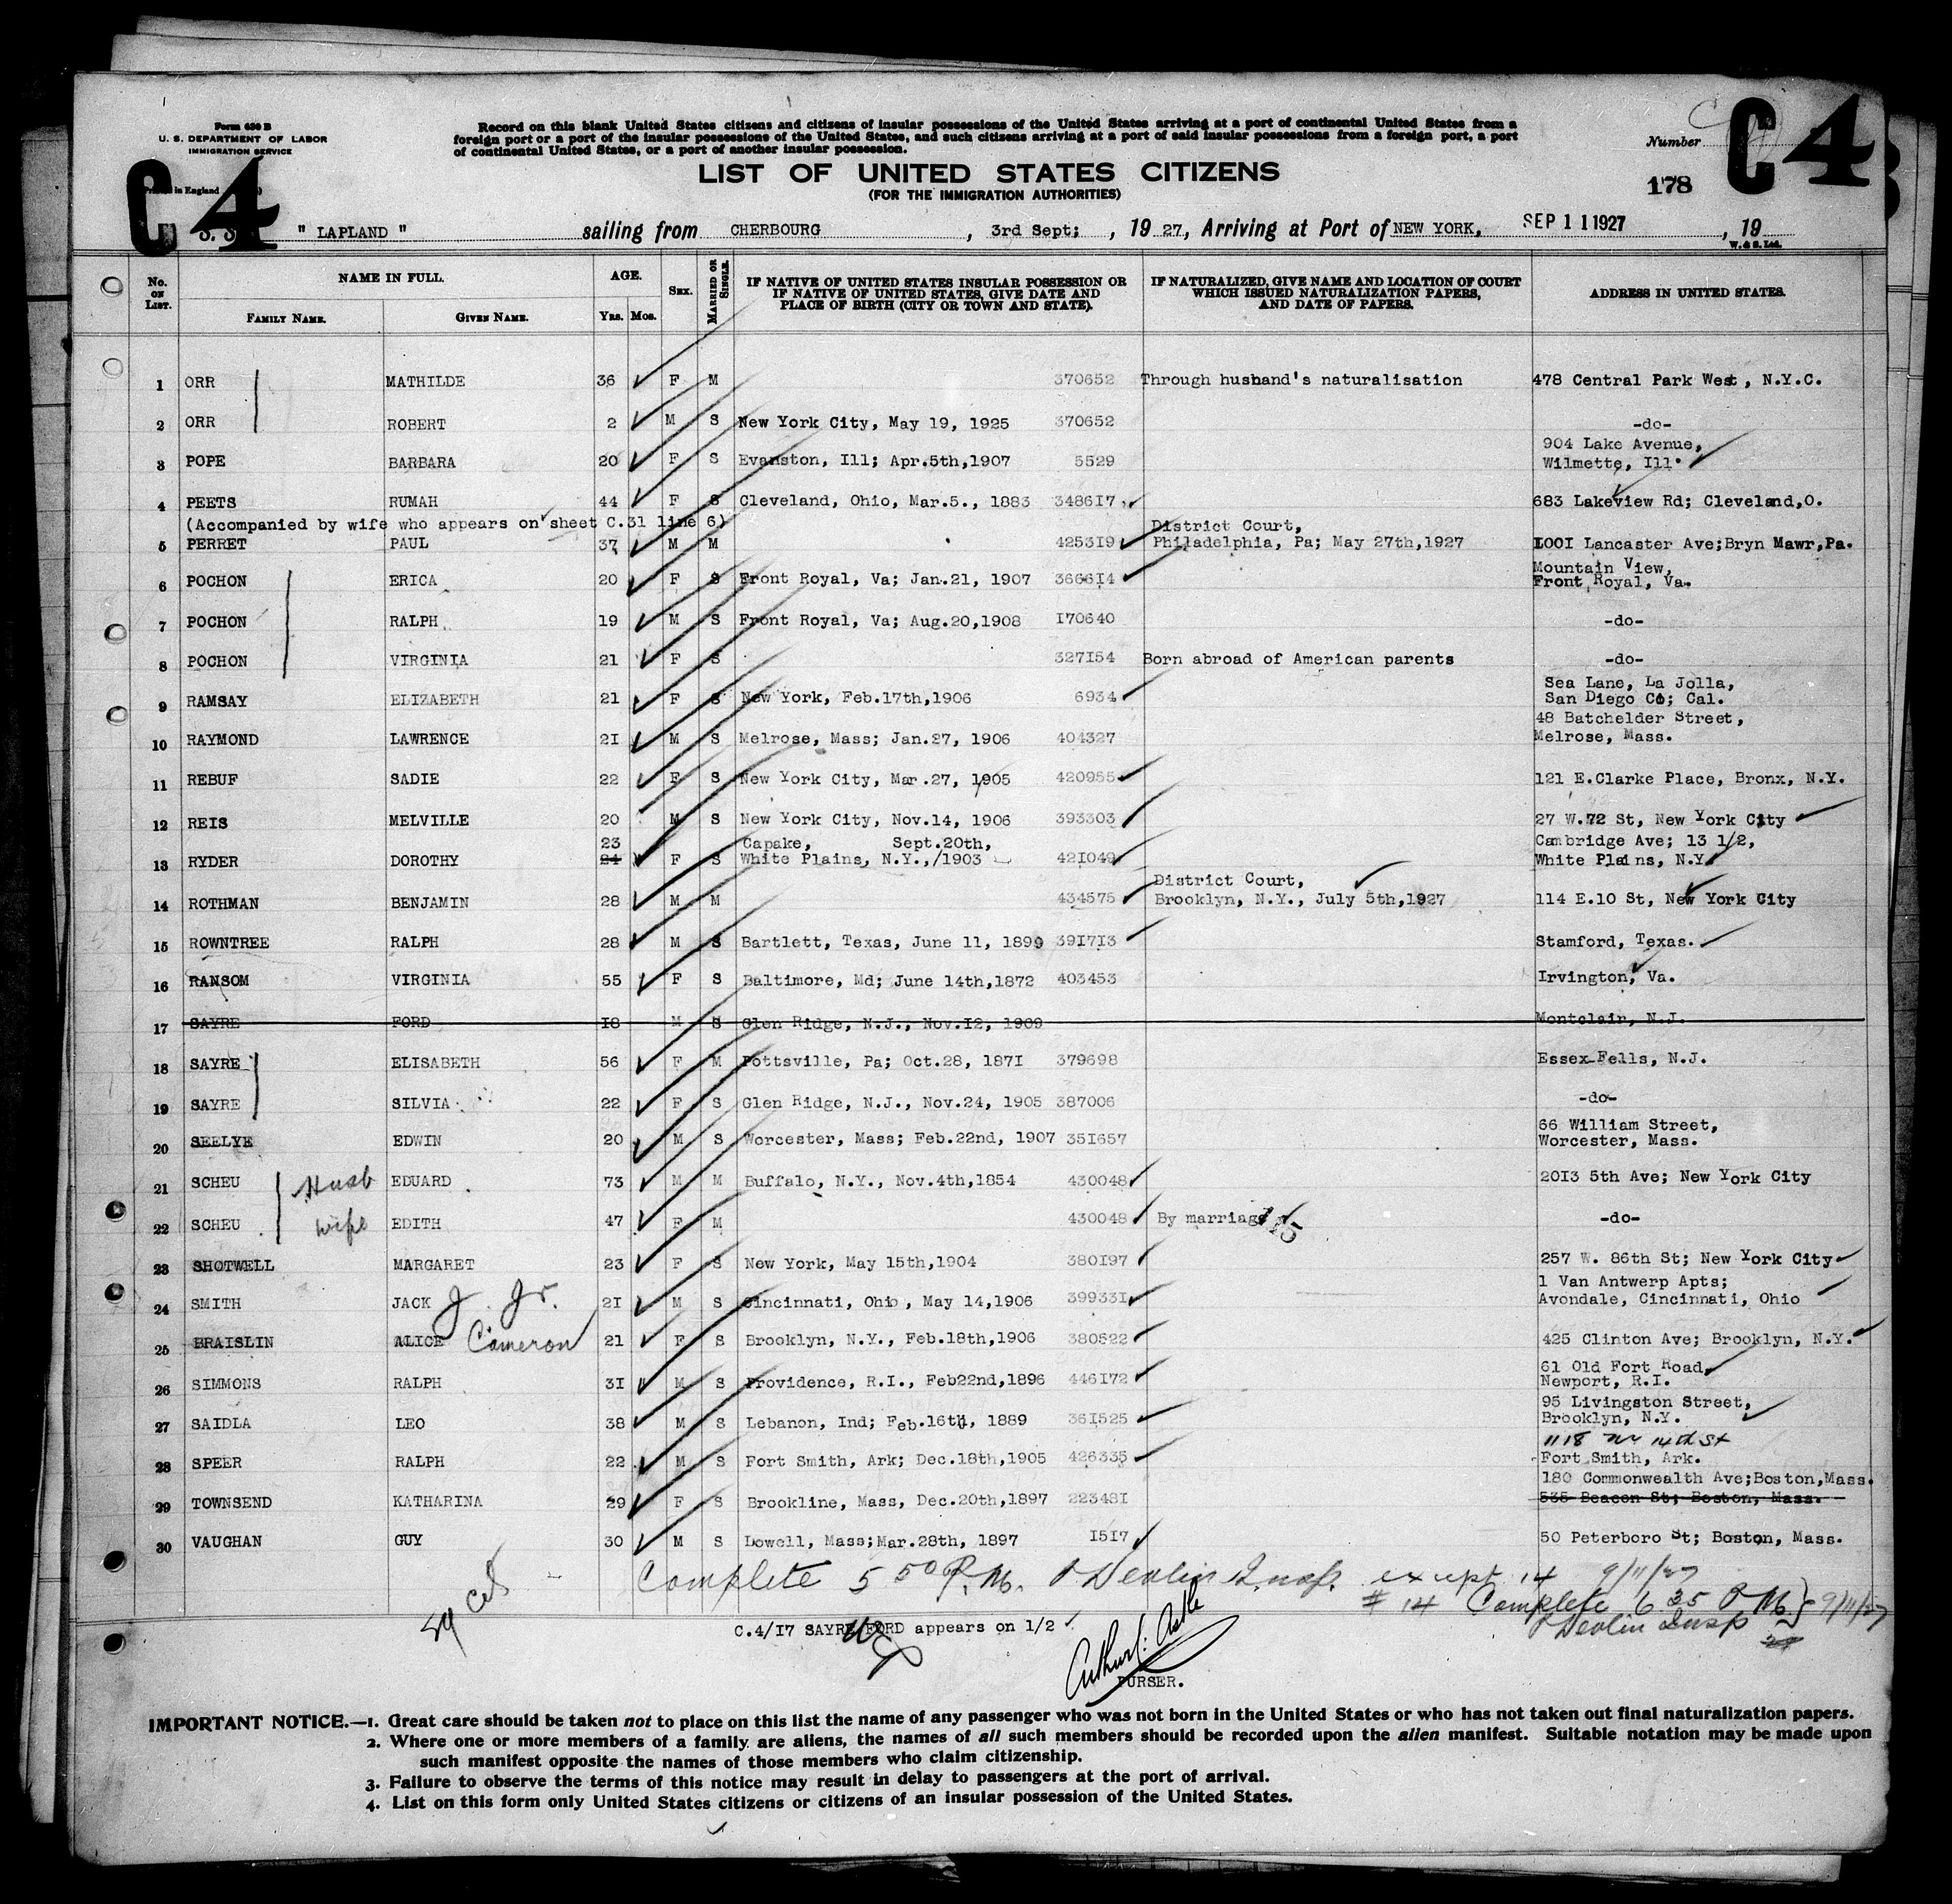 Form 630 B
U. S. DEPARTMENT OF LABOR
IMMIGRATION SERVICE
in England
Record on this blank United States citizens and citizens of insular possessions of the United States arriving at a port of continental United States from a
foreign port or a port of the insular possessions of the United States, and such citizens arriving at a port of said insular possessions from a foreign port, a port
of continental United States, or a port of another insular possession.
Number
C4
C4
178
LIST OF UNITED STATES CITIZENS
(FOR THE IMMIGRATION AUTHORITIES)
S. S. " LAPLAND " sailing from CHERBOURG , 3rd Sept; , 19 27, Arriving at Port of NEW YORK, SEP 11 1927 , 19
W. & S. Ltd.
No. ON LIST. NAME IN FULL. AGE. SEX. MARRIED OR SINGLE. IF NATIVE OF UNITED STATES INSULAR POSSESSION OR IF NATIVE OF UNITED STATES, GIVE DATE AND PLACE OF BIRTH (CITY OR TOWN AND STATE). IF NATURALIZED, GIVE NAME AND LOCATION OF COURT WHICH ISSUED NATURALIZATION PAPERS, AND DATE OF PAPERS. ADDRESS IN UNITED STATES.
FAMILY NAME. GIVEN NAME. YRS. MOS.
1 ORR MATHILDE 36 F M 370652 Through husband's naturalisation 478 Central Park West, N.Y.C.
2 ORR ROBERT 2 M S New York City, May 19, 1925 370652 -do-
904 Lake Avenue,
3 POPE BARBARA 20 F S Evanston, Ill; Apr.5th,1907 5529 Wilmette, Ill.
4 PEETS RUMAH 44 F S Cleveland, Ohio, Mar.5., 1883 348617 683 Lakeview Rd; Cleveland,O.
(Accompanied by wife who appears on sheet C.31 line 6) District Court,
5 PERRET PAUL 37 M M 425319 Philadelphia, Pa; May 27th,1927 1001 Lancaster Ave;Bryn Mawr,Pa.
Mountain View,
6 POCHON ERICA 20 F S Front Royal, Va; Jan.21, 1907 366614 Front Royal, Va.
7 POCHON RALPH 19 M S Front Royal, Va; Aug.20,1908 170640 -do-
8 POCHON VIRGINIA 21 F S 327154 Born abroad of American parents -do-
Sea Lane, La Jolla,
9 RAMSAY ELIZABETH 21 F S New York, Feb.17th,1906 6934 San Diego Co; Cal.
48 Batchelder Street,
10 RAYMOND LAWRENCE 21 M S Melrose, Mass; Jan.27, 1906 404327 Melrose, Mass.
11 REBUF SADIE 22 F S New York City, Mar.27, 1905 420955 121 E.Clarke Place, Bronx, N.Y.
12 REIS MELVILLE 20 M S New York City, Nov.14, 1906 393303 27 W.72 St, New York City
23 Capake, Sept.20th, Cambridge Ave; 13 1/2,
13 RYDER DOROTHY 24 F S White Plains, N.Y.,/1903 421049 White Plains, N.Y.
District Court,
14 ROTHMAN BENJAMIN 28 M M 434575 Brooklyn, N.Y., July 5th,1927 114 E.10 St, New York City
15 ROWNTREE RALPH 28 M S Bartlett, Texas, June 11, 1899 391713 Stamford, Texas.
16 RANSOM VIRGINIA 55 F S Baltimore, Md; June 14th,1872 403453 Irvington, Va.
17 SAYRE FORD 18 M S Glen Ridge, N.J., Nov.12, 1909 Montclair, N.J.
18 SAYRE ELISABETH 56 F M Pottsville, Pa; Oct.28, 1871 379698 Essex Fells, N.J.
19 SAYRE SILVIA 22 F S Glen Ridge, N.J., Nov.24, 1905 387006 -do-
66 William Street,
20 SEELYE EDWIN 20 M S Worcester, Mass; Feb.22nd, 1907 351657 Worcester, Mass.
21 SCHEU Husb EDUARD 73 M M Buffalo, N.Y., Nov.4th,1854 430048 2013 5th Ave; New York City
22 SCHEU wife EDITH 47 F M 430048 By marriage -do-
23 SHOTWELL MARGARET 23 F S New York, May 15th,1904 380197 257 W. 86th St; New York City
1 Van Antwerp Apts;
24 SMITH JACK J. Jr. 21 M S Cincinnati, Ohio, May 14,1906 399331 Avondale, Cincinnati, Ohio
25 BRAISLIN ALICE Cameron 21 F S Brooklyn, N.Y., Feb.18th,1906 380522 425 Clinton Ave; Brooklyn, N.Y.
61 Old Fort Road,
26 SIMMONS RALPH 31 M S Providence, R.I., Feb22nd,1896 446172 Newport, R.I.
95 Livingston Street,
27 SAIDLA LEO 38 M S Lebanon, Ind; Feb.16th, 1889 361525 Brooklyn, N.Y.
1118 14th St
28 SPEER RALPH 22 M S Fort Smith, Ark; Dec.18th,1905 426335 Fort Smith, Ark.
180 Commonwealth Ave;Boston,Mass.
29 TOWNSEND KATHARINA 29 F S Brookline, Mass, Dec.20th,1897 223481 535 Beacon St; Boston, Mass.
30 VAUGHAN GUY 30 M S Lowell, Mass;Mar.28th, 1897 1517 50 Peterboro St; Boston, Mass.
Complete 5 50 P.M. Devlin Insp. except 14 9/11/27
# 14 Complete 6 35 P M } 9/11/27
Devlin Insp
C.4/17 SAYRE FORD appears on 1/2
PURSER.
IMPORTANT NOTICE.—1. Great care should be taken not to place on this list the name of any passenger who was not born in the United States or who has not taken out final naturalization papers.
2. Where one or more members of a family are aliens, the names of all such members should be recorded upon the alien manifest. Suitable notation may be made upon
such manifest opposite the names of those members who claim citizenship.
3. Failure to observe the terms of this notice may result in delay to passengers at the port of arrival.
4. List on this form only United States citizens or citizens of an insular possession of the United States.